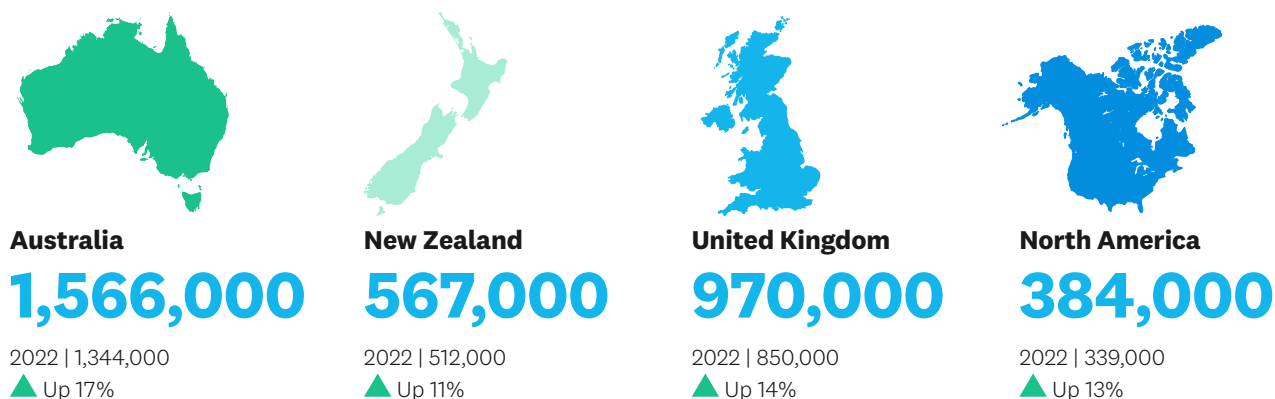 Australia
1,566,000
2022 | 1,344,000
Up 17%
New Zealand
567,000
2022 | 512,000
Up 11%
United Kingdom
970,000
2022 | 850,000
Up 14%
North America
384,000
2022 | 339,000
Up 13%